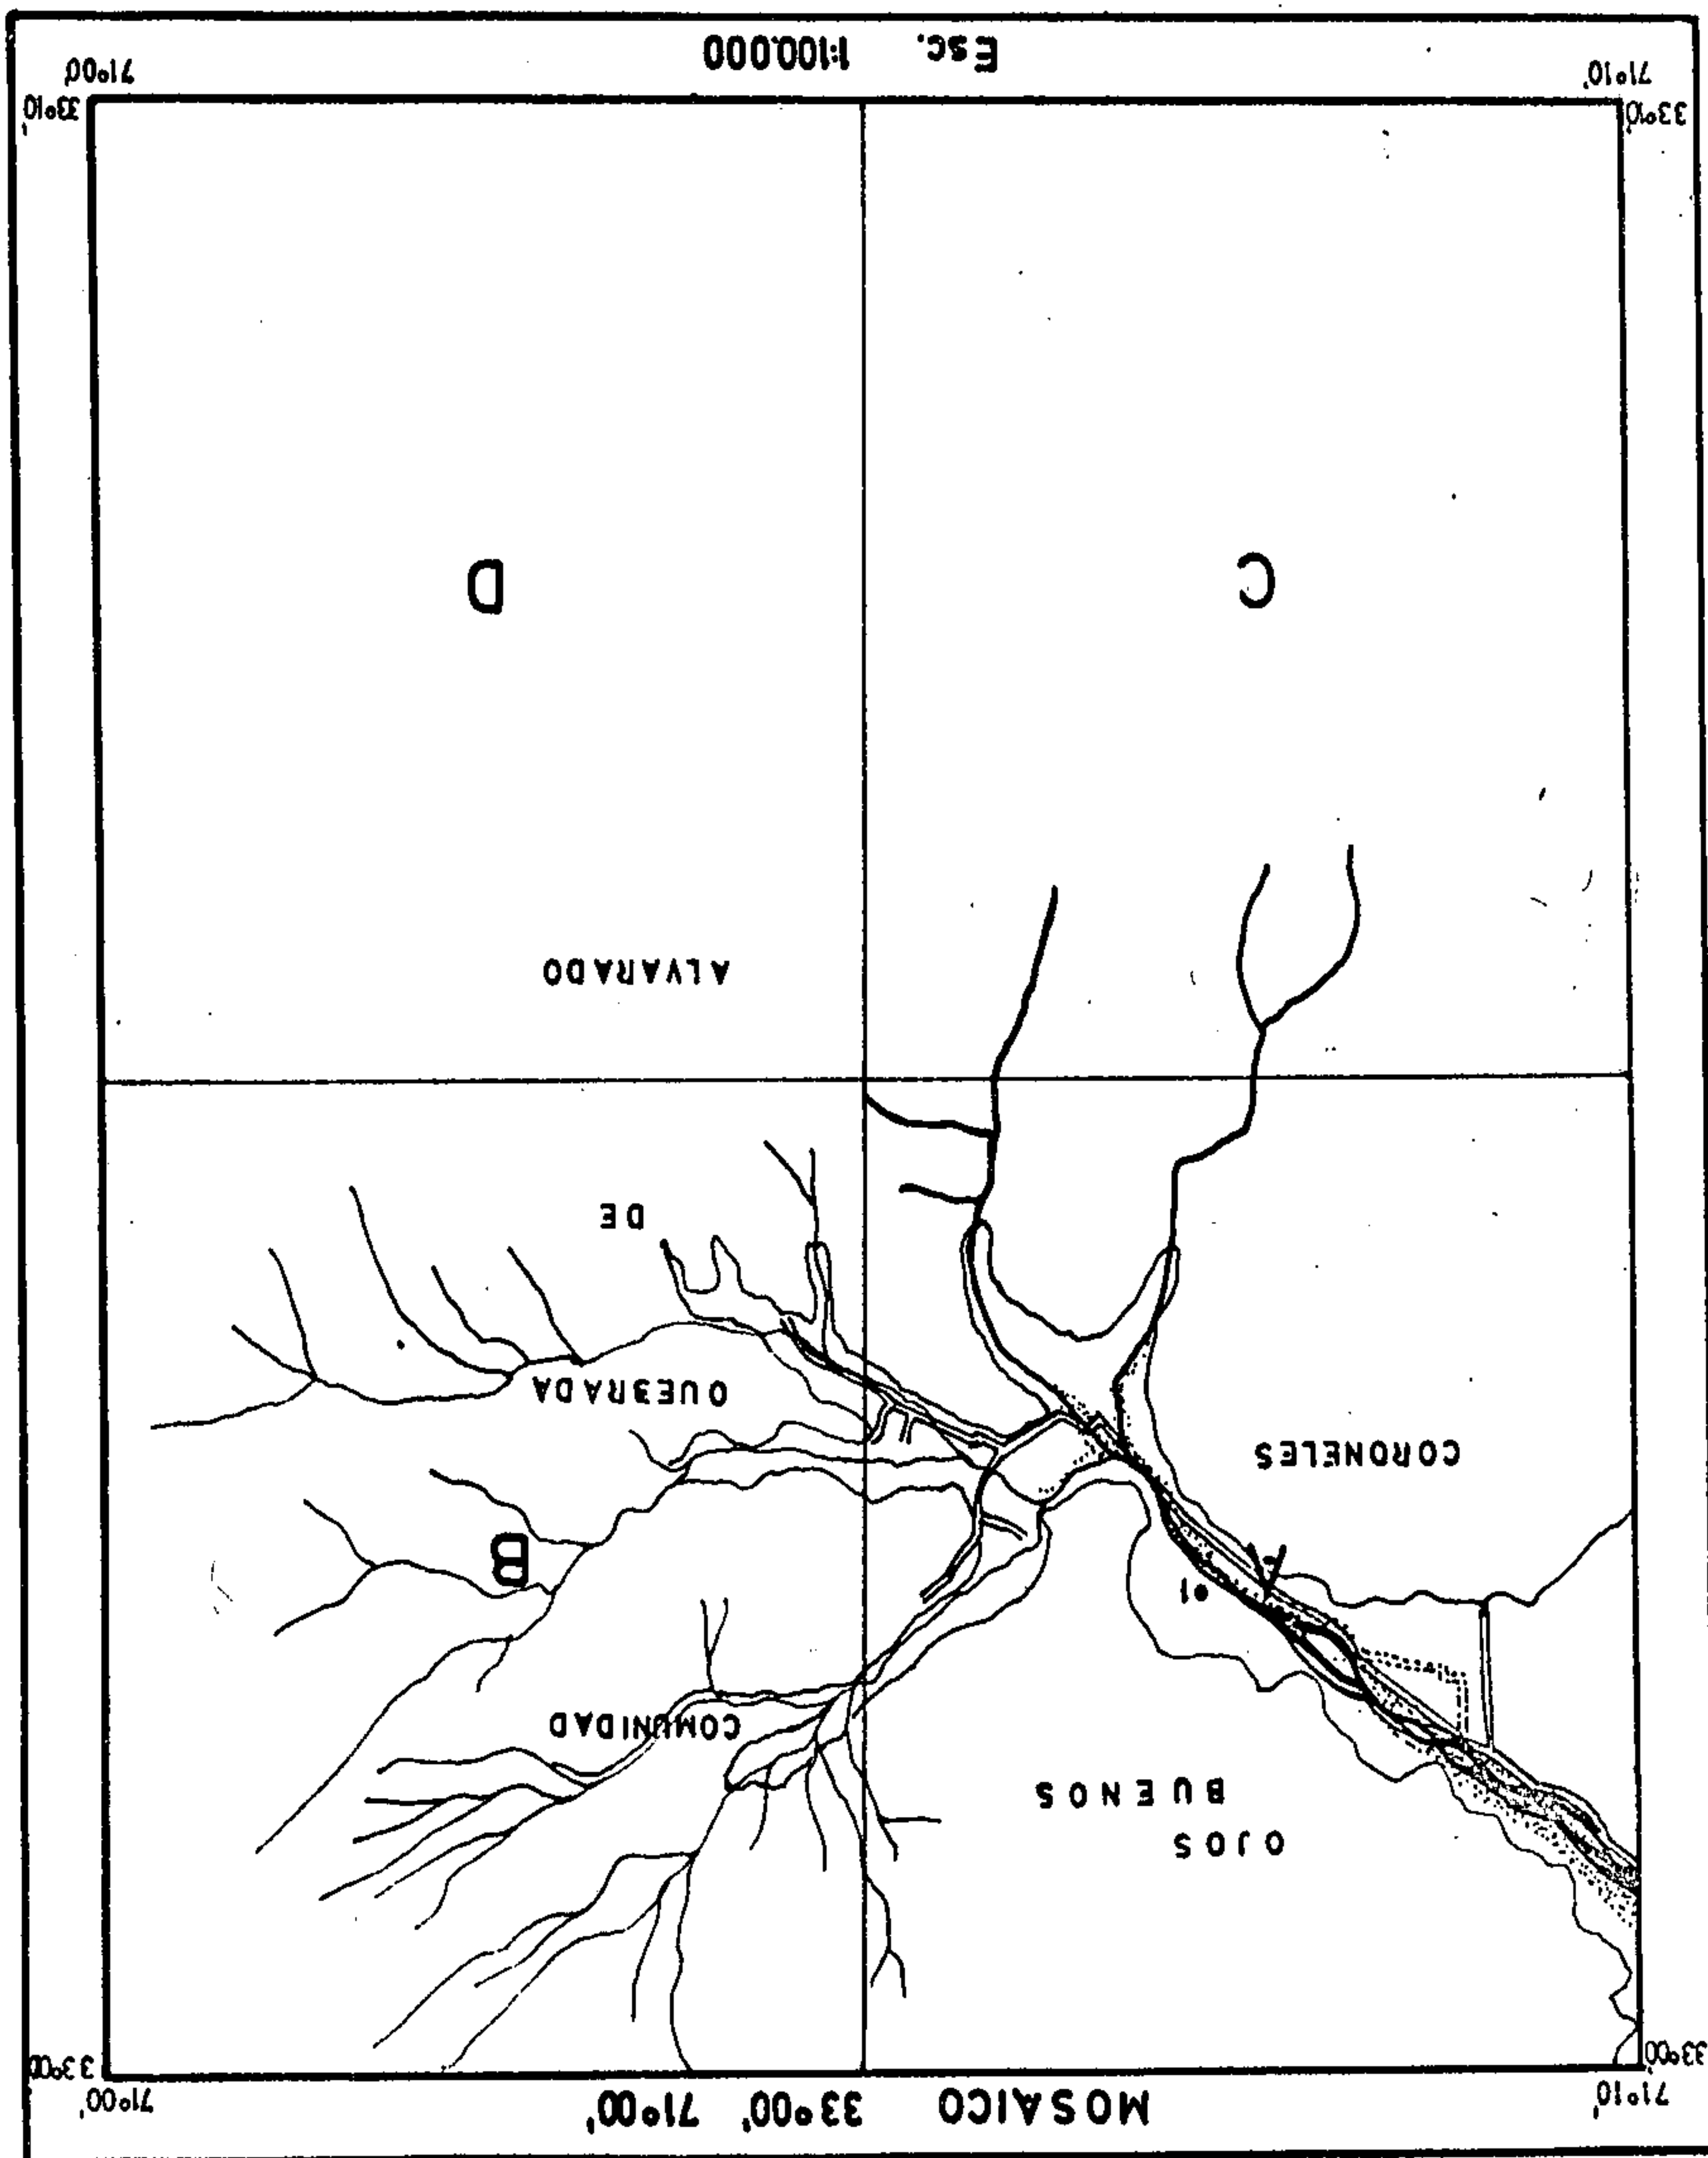 MOSAICO 33°00' 71°00'
71°10' 71°00'
33°00' 33°00'
OJOS
BUENOS
COMUNIDAD
e1
B
CORONELES
QUEBRADA
DE
ALVARADO
C D
33°10' 33°10'
71°10' 71°00'
Esc. 1:100.000